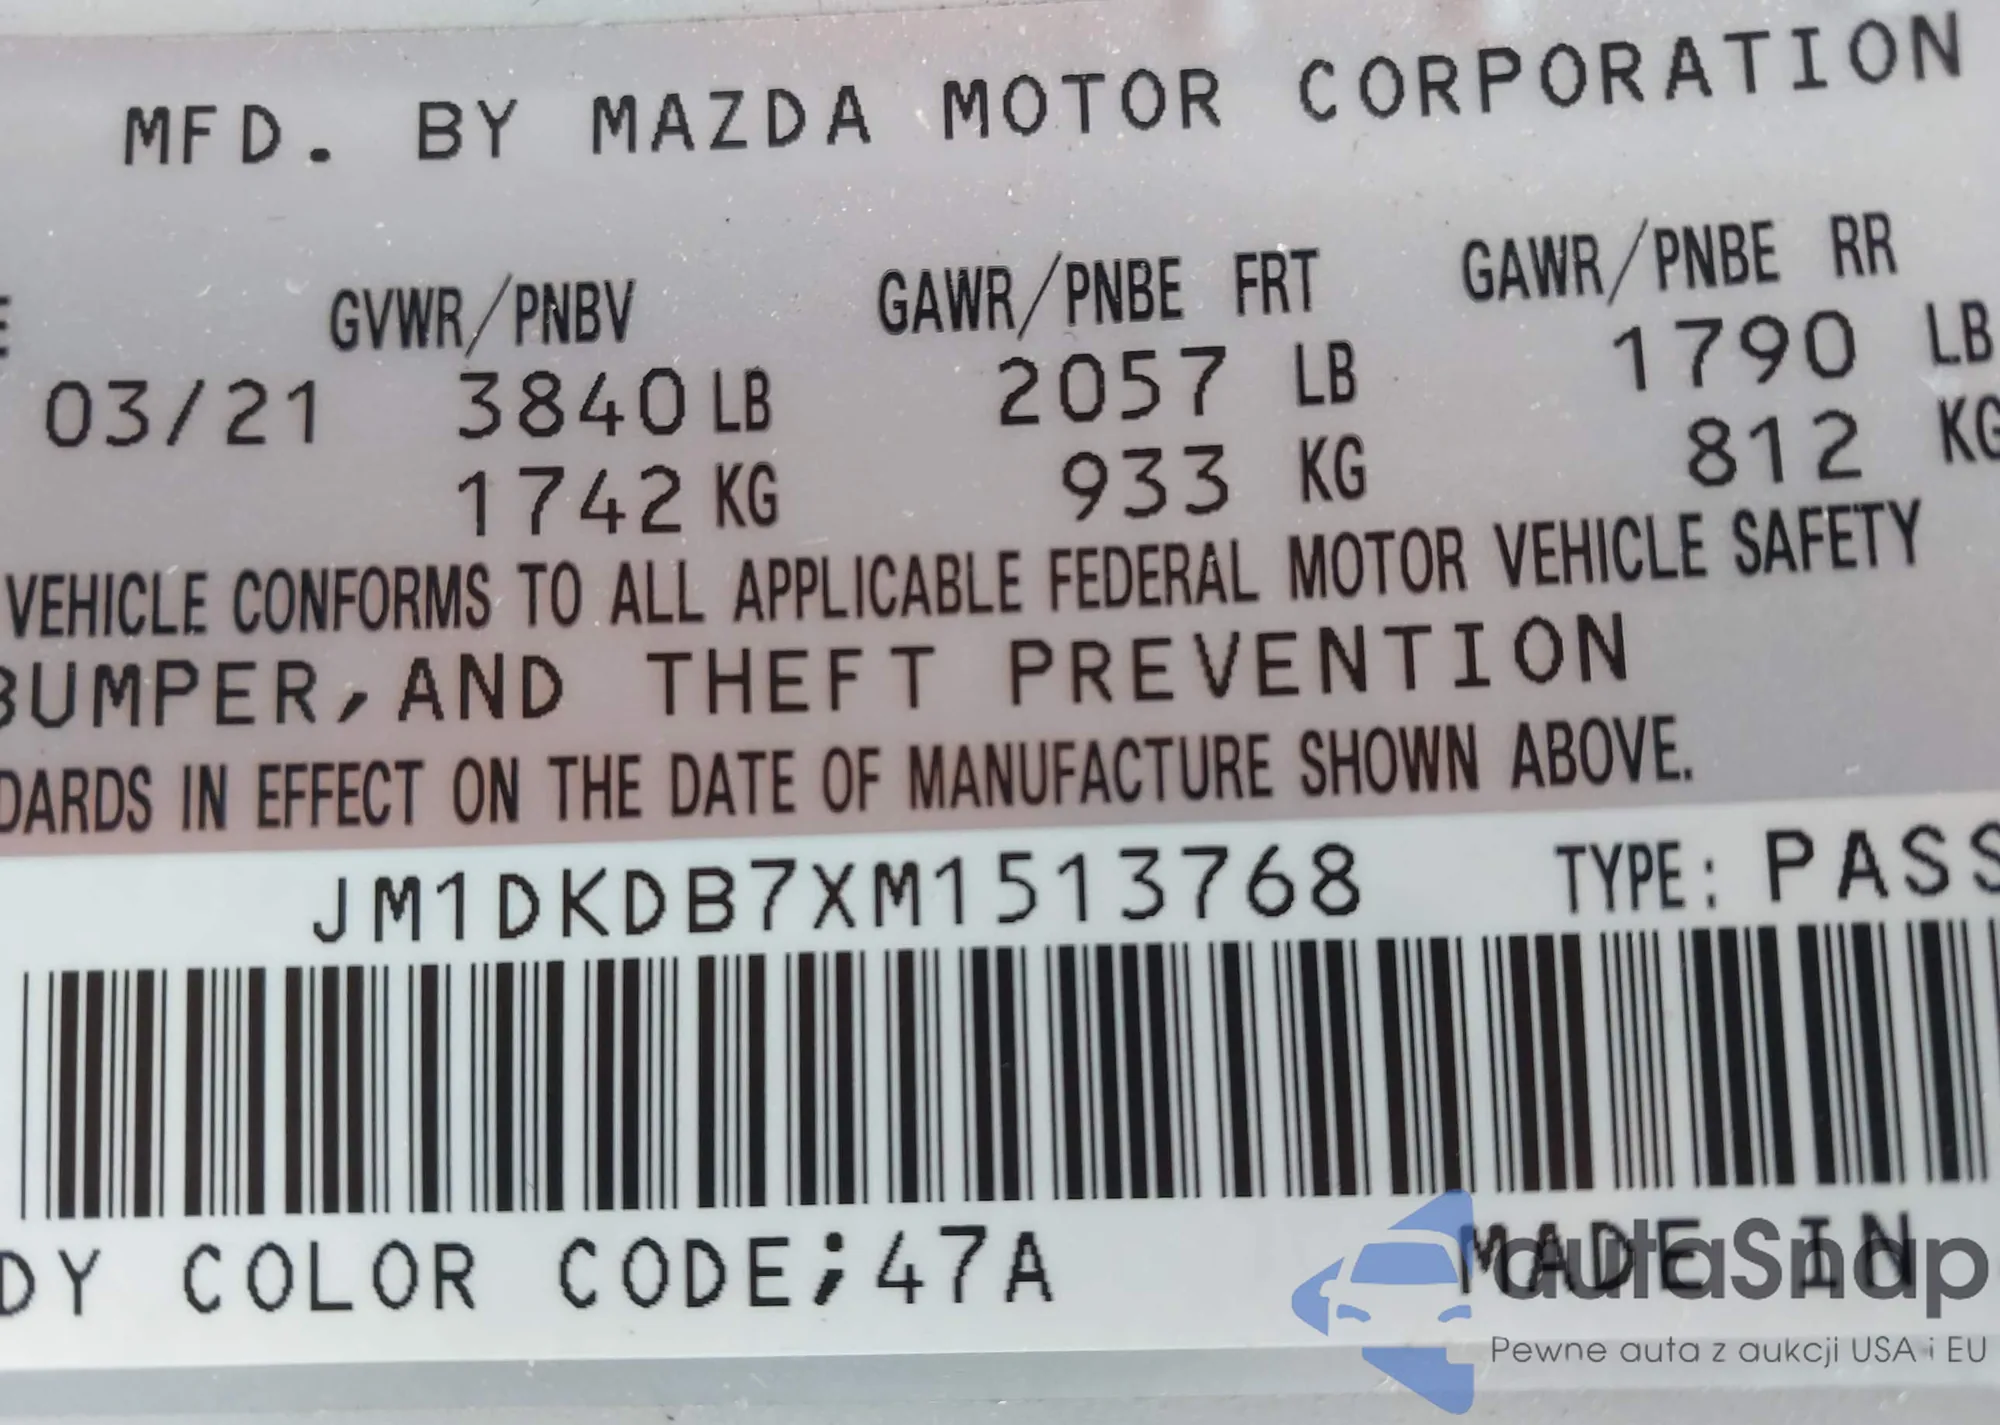 MFD. BY MAZDA MOTOR CORPORATION
GVWR/PNBV GAWR/PNBE FRT GAWR/PNBE RR
03/21 3840 LB 2057 LB 1790 LB
1742 KG 933 KG 812 KG
VEHICLE CONFORMS TO ALL APPLICABLE FEDERAL MOTOR VEHICLE SAFETY
BUMPER, AND THEFT PREVENTION
DARDS IN EFFECT ON THE DATE OF MANUFACTURE SHOWN ABOVE.
JM1DKDB7XM1513768 TYPE: PASS
DY COLOR CODE;47A MADE IN
autaSnap
Pewne auta z aukcji USA i EU